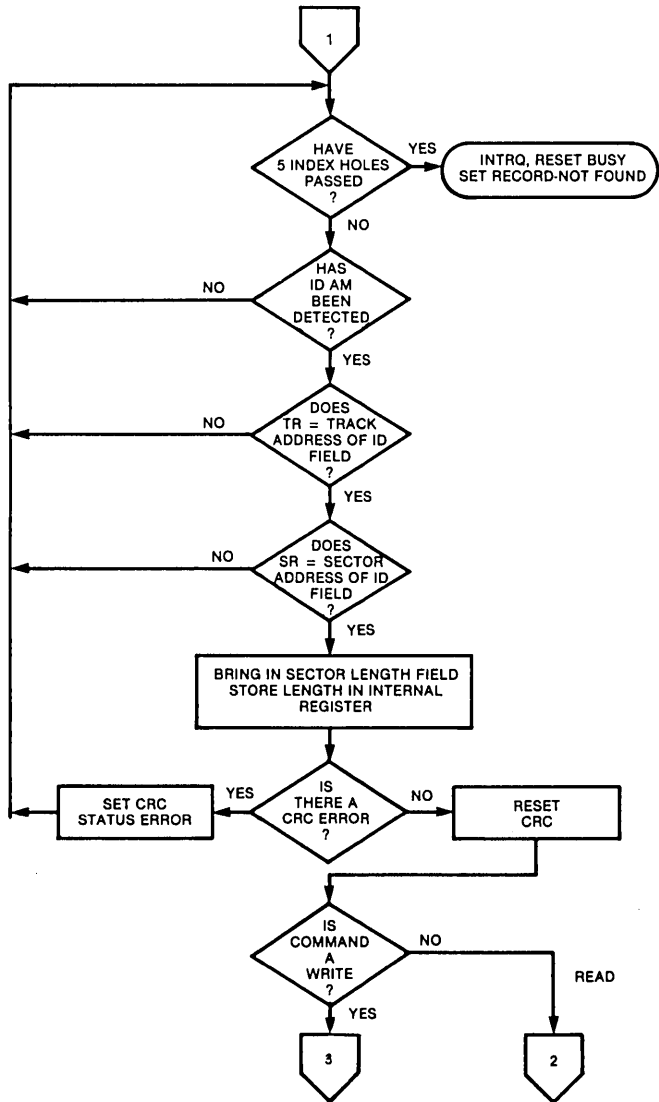 1
HAVE
5 INDEX HOLES
PASSED
?
YES
INTRQ, RESET BUSY
SET RECORD-NOT FOUND
NO
HAS
ID AM
BEEN
DETECTED
?
NO
YES
DOES
TR = TRACK
ADDRESS OF ID
FIELD
?
NO
YES
DOES
SR = SECTOR
ADDRESS OF ID
FIELD
?
NO
YES
BRING IN SECTOR LENGTH FIELD
STORE LENGTH IN INTERNAL
REGISTER
IS
THERE A
CRC ERROR
?
YES
SET CRC
STATUS ERROR
NO
RESET
CRC
IS
COMMAND
A
WRITE
?
NO
READ
YES
3
2